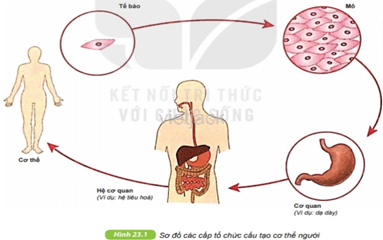 Tế bào
Mô
KẾT NỐI TRI THỨC
VỚI CUỘC SỐNG
Cơ thể
Hệ cơ quan
(Ví dụ: hệ tiêu hoá)
Cơ quan
(Ví dụ: dạ dày)
Hình 23.1 Sơ đồ các cấp tổ chức cấu tạo cơ thể người